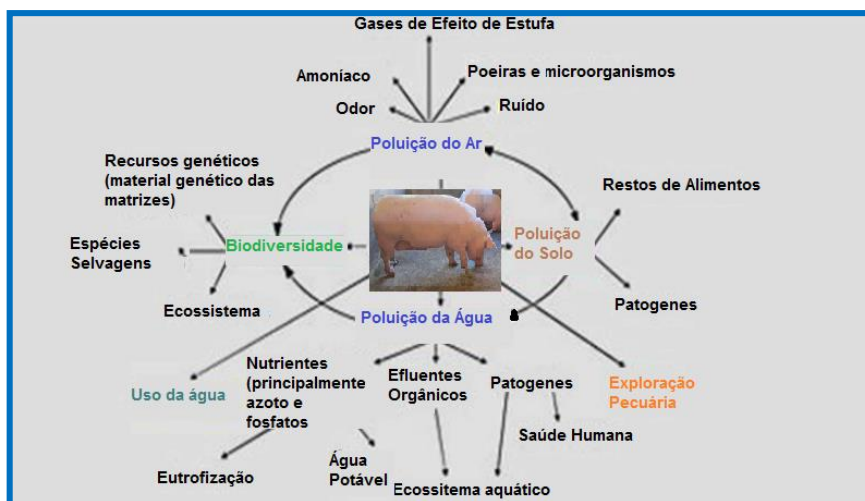 Gases de Efeito de Estufa
Amoníaco
Poeiras e microorganismos
Odor
Ruído
Poluição do Ar
Recursos genéticos
(material genético das
matrizes)
Restos de Alimentos
Espécies
Selvagens
Biodiversidade
Poluição
do Solo
Ecossistema
Patogenes
Poluição da Água
Uso da água
Nutrientes
(principalmente
azoto e
fosfatos
Efluentes
Orgânicos
Patogenes
Exploração
Pecuária
Saúde Humana
Eutrofização
Água
Potável
Ecossitema aquático